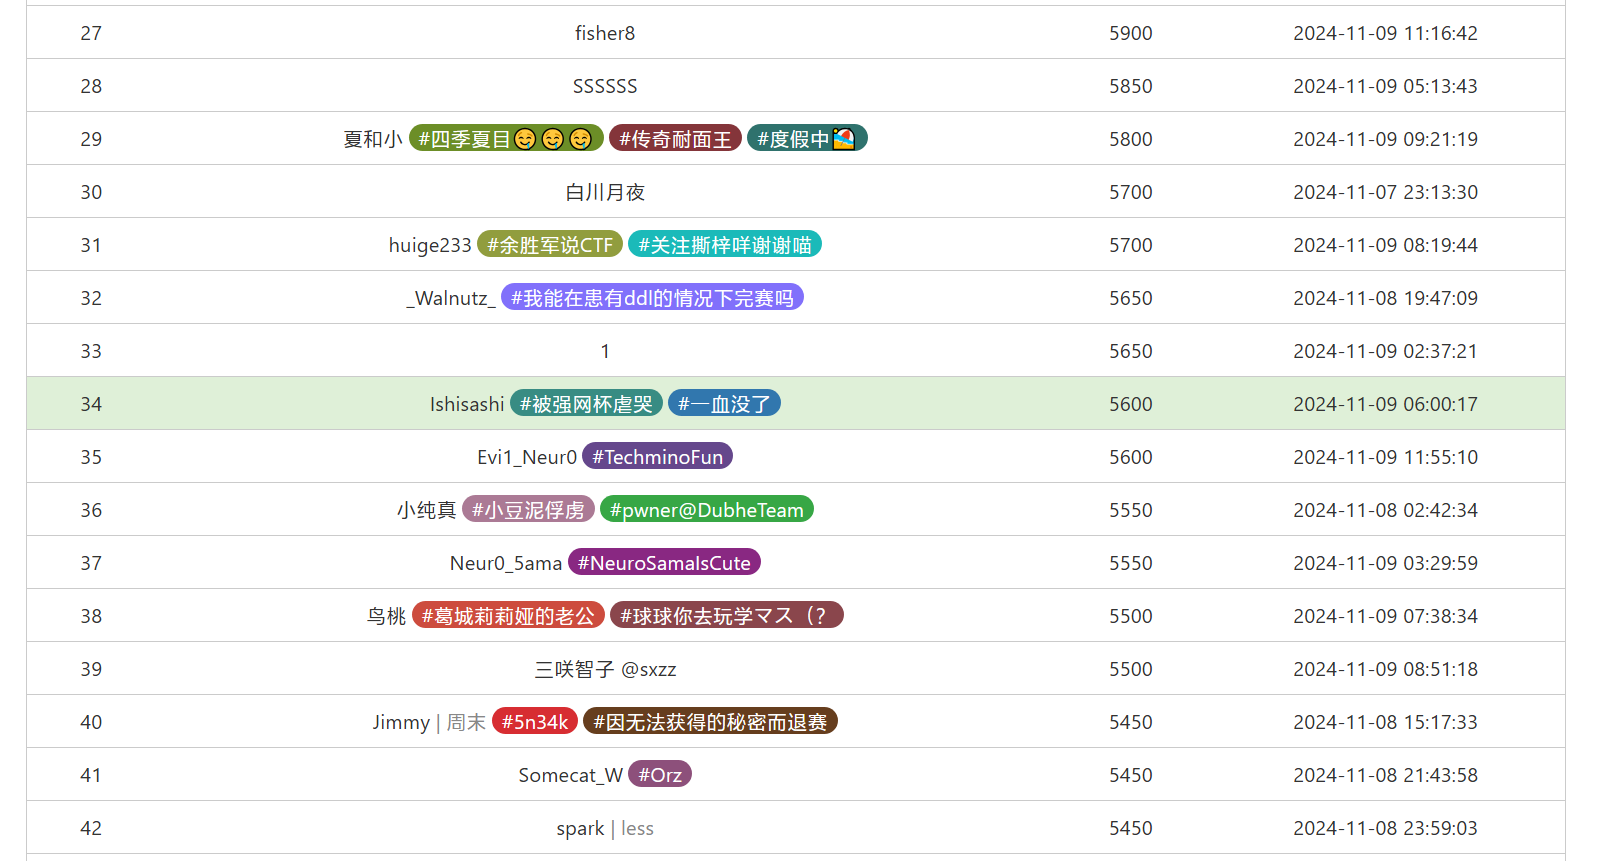 27 fisher8 5900 2024-11-09 11:16:42
28 SSSSSS 5850 2024-11-09 05:13:43
29 夏和小 #四季夏目🤤🤤🤤 #传奇耐面王 #度假中🏖️ 5800 2024-11-09 09:21:19
30 白川月夜 5700 2024-11-07 23:13:30
31 huige233 #余胜军说CTF #关注撕梓咩谢谢喵 5700 2024-11-09 08:19:44
32 _Walnutz_ #我能在患有ddl的情况下完赛吗 5650 2024-11-08 19:47:09
33 1 5650 2024-11-09 02:37:21
34 Ishisashi #被强网杯虐哭 #一血没了 5600 2024-11-09 06:00:17
35 Evi1_Neur0 #TechminoFun 5600 2024-11-09 11:55:10
36 小纯真 #小豆泥俘虏 #pwner@DubheTeam 5550 2024-11-08 02:42:34
37 Neur0_5ama #NeuroSamaIsCute 5550 2024-11-09 03:29:59
38 鸟桃 #葛城莉莉娅的老公 #球球你去玩学マス（？ 5500 2024-11-09 07:38:34
39 三咲智子 @sxzz 5500 2024-11-09 08:51:18
40 Jimmy | 周末 #5n34k #因无法获得的秘密而退赛 5450 2024-11-08 15:17:33
41 Somecat_W #Orz 5450 2024-11-08 21:43:58
42 spark | less 5450 2024-11-08 23:59:03